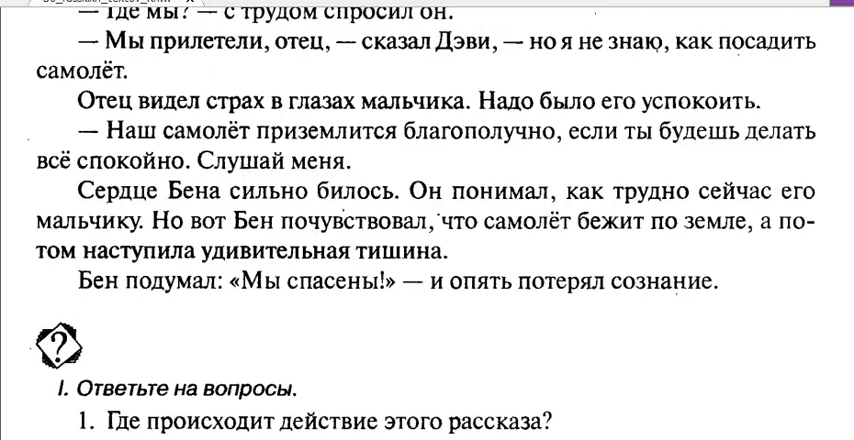 — Где мы? — с трудом спросил он.
— Мы прилетели, отец, — сказал Дэви, — но я не знаю, как посадить
самолёт.
Отец видел страх в глазах мальчика. Надо было его успокоить.
— Наш самолёт приземлится благополучно, если ты будешь делать
всё спокойно. Слушай меня.
Сердце Бена сильно билось. Он понимал, как трудно сейчас его
мальчику. Но вот Бен почувствовал, что самолёт бежит по земле, а по-
том наступила удивительная тишина.
Бен подумал: «Мы спасены!» — и опять потерял сознание.
?
I. Ответьте на вопросы.
1. Где происходит действие этого рассказа?